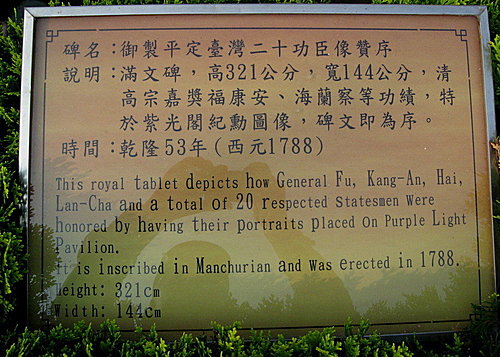 碑名：御製平定臺灣二十功臣像贊序
說明：滿文碑，高321公分，寬144公分，清
高宗嘉獎福康安、海蘭察等功績，特
於紫光閣紀勳圖像，碑文即為序。
時間：乾隆53年（西元1788）
This royal tablet depicts how General Fu, Kang-An, Hai,
Lan-Cha and a total of 20 respected Statesmen Were
honored by having their portraits placed On Purple Light
Pavilion.
It is inscribed in Manchurian and Was erected in 1788.
Height: 321cm
Width: 144cm